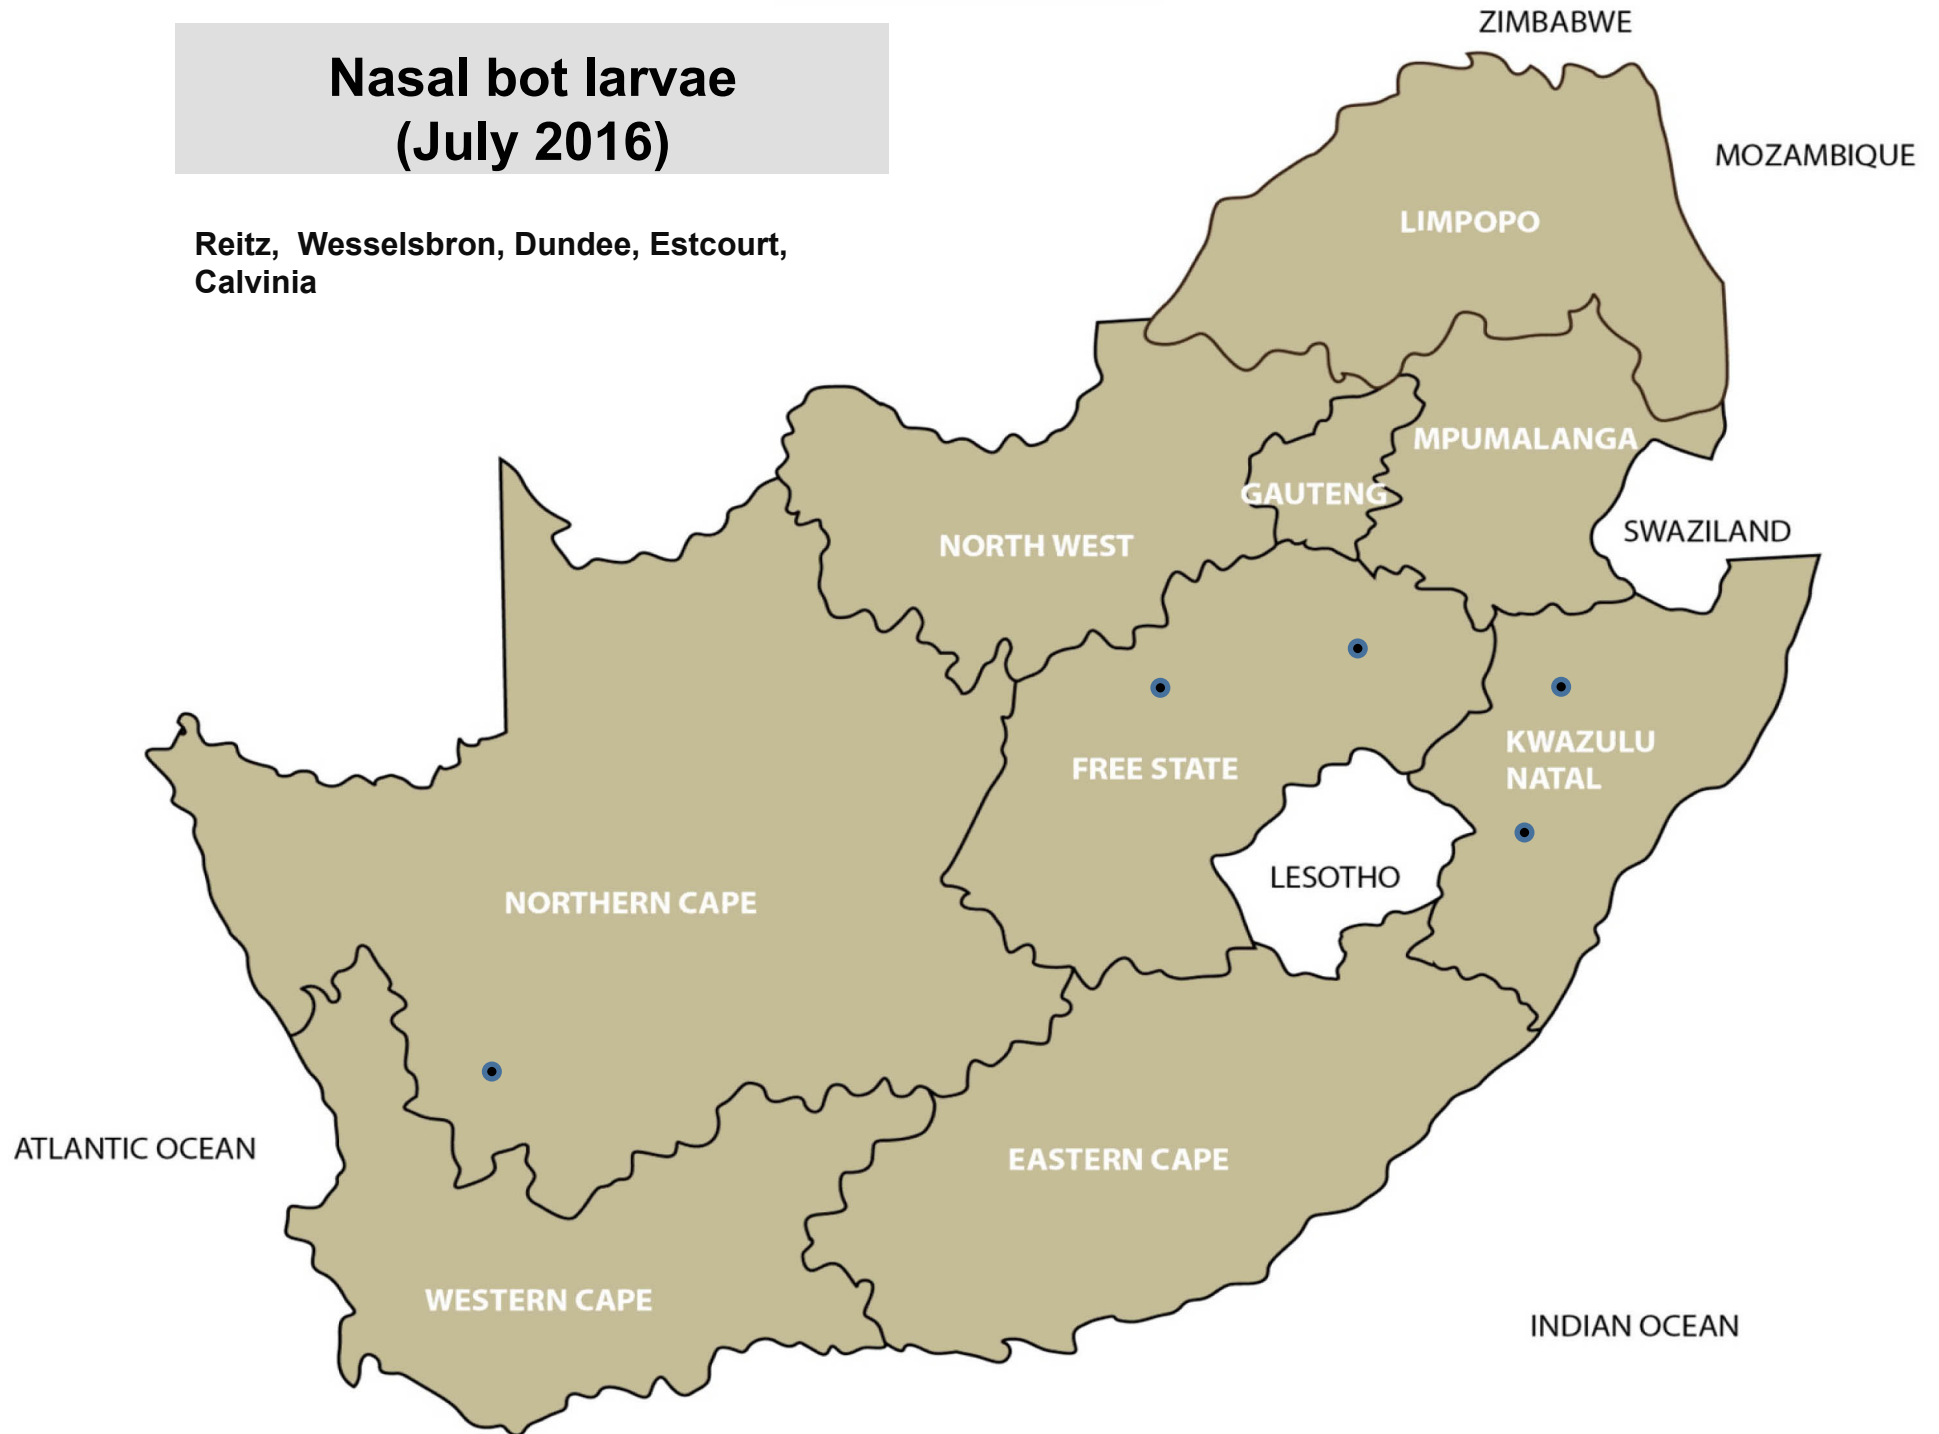 Nasal bot larvae
(July 2016)
Reitz,  Wesselsbron, Dundee, Estcourt,
Calvinia
ZIMBABWE
MOZAMBIQUE
LIMPOPO
MPUMALANGA
GAUTENG
SWAZILAND
NORTH WEST
KWAZULU
NATAL
FREE STATE
LESOTHO
NORTHERN CAPE
ATLANTIC OCEAN
EASTERN CAPE
WESTERN CAPE
INDIAN OCEAN